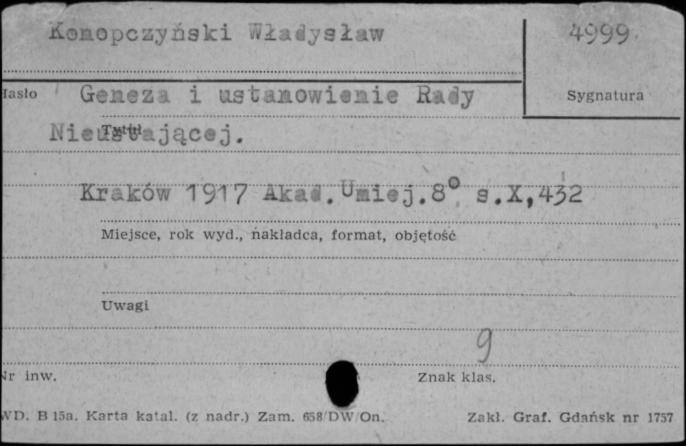 Konopczyński Władysław
4999
Hasło
Geneza i ustanowienie Rady
Sygnatura
Nieustającej.
Tytuł
Kraków 1917 Akad. Umiej. 8° s.X,432
Miejsce, rok wyd., nakładca, format, objętość
Uwagi
9
Nr inw.
Znak klas.
WD. B 15a. Karta katal. (z nadr.) Zam. 658/DW/On.
Zakł. Graf. Gdańsk nr 1757